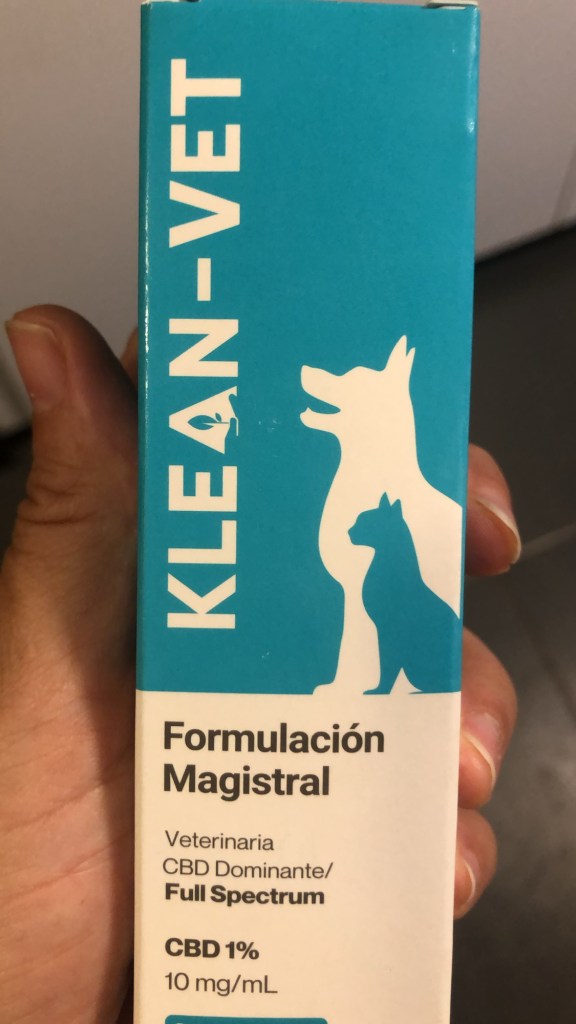 KLEAN-VET
Formulación
Magistral
Veterinaria
CBD Dominante/
Full Spectrum
CBD 1%
10 mg/mL